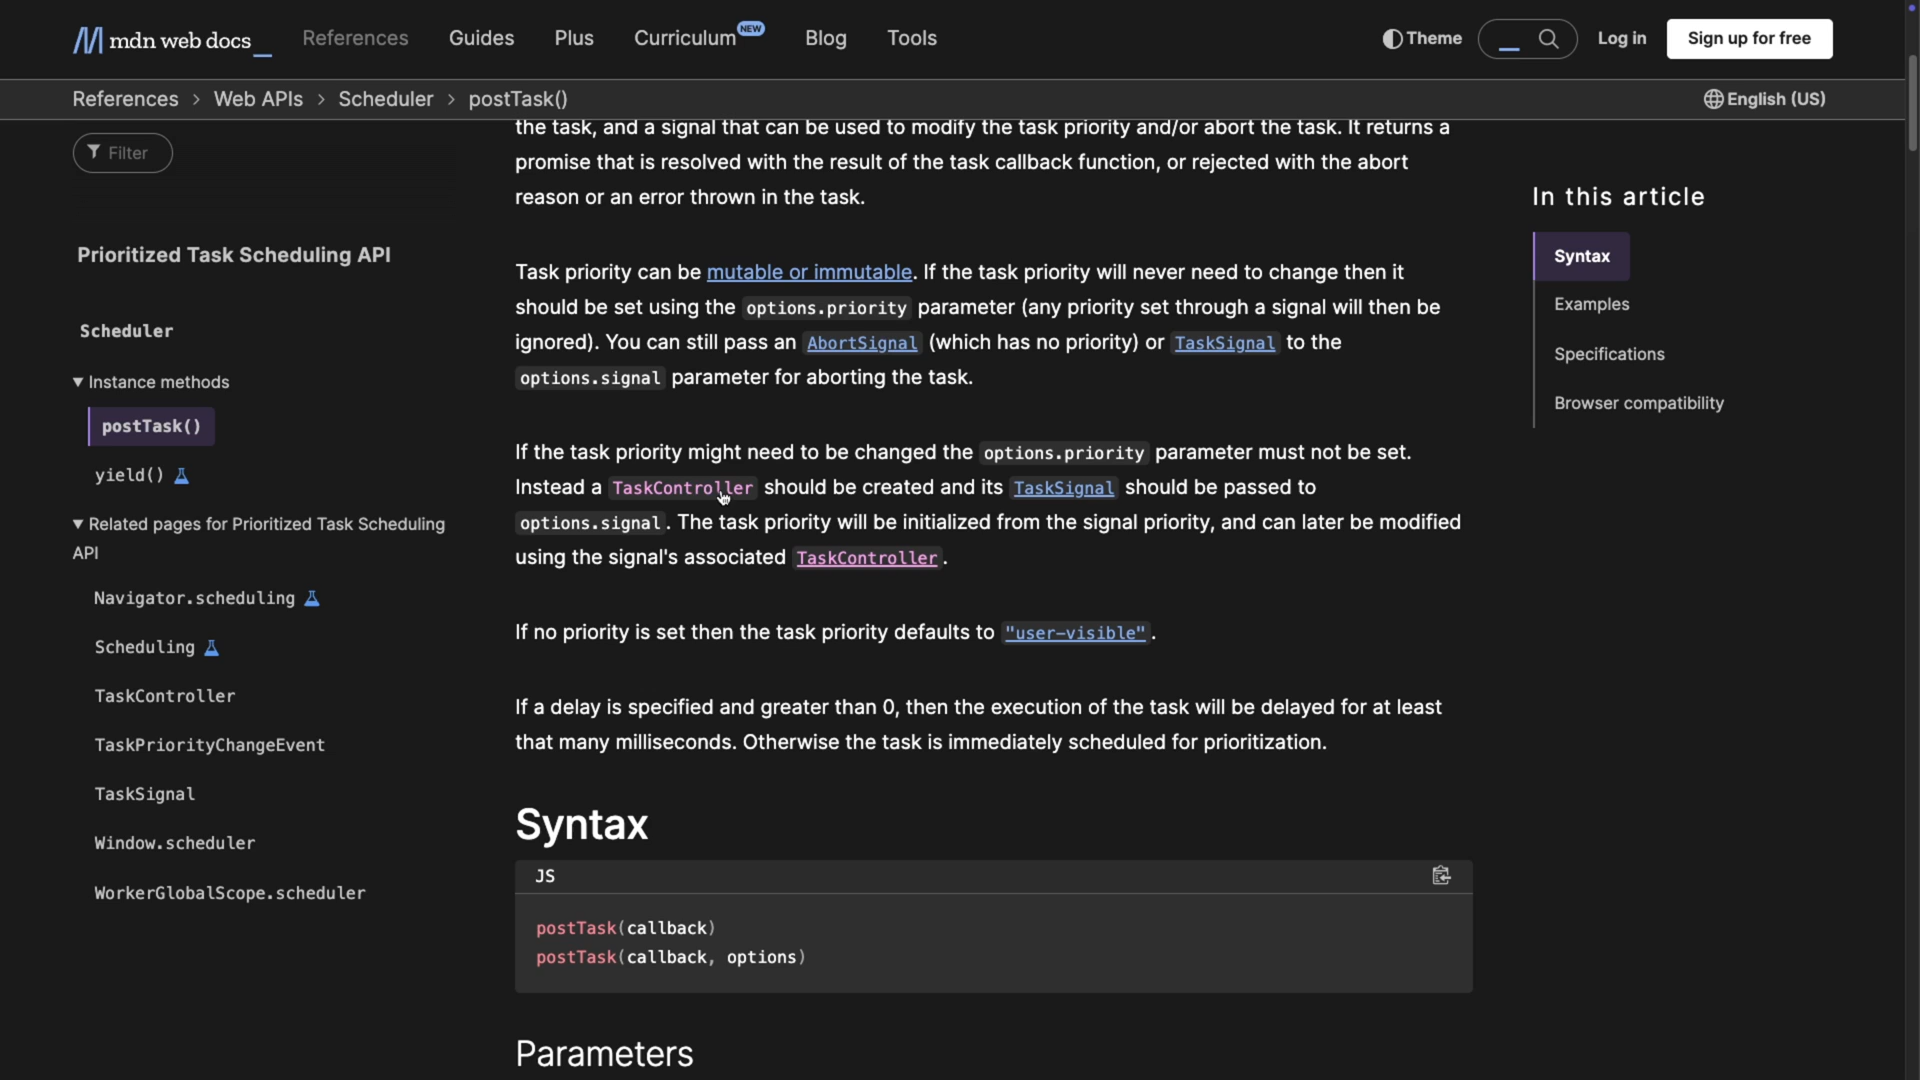 mdn web docs_
References
Guides
Plus
Curriculum NEW
Blog
Tools
Theme
Log in
Sign up for free
References > Web APIs > Scheduler > postTask()
English (US)
Filter
Prioritized Task Scheduling API
Scheduler
Instance methods
postTask()
yield()
Related pages for Prioritized Task Scheduling
API
Navigator.scheduling
Scheduling
TaskController
TaskPriorityChangeEvent
TaskSignal
Window.scheduler
WorkerGlobalScope.scheduler
the task, and a signal that can be used to modify the task priority and/or abort the task. It returns a
promise that is resolved with the result of the task callback function, or rejected with the abort
reason or an error thrown in the task.
Task priority can be mutable or immutable. If the task priority will never need to change then it
should be set using the options.priority parameter (any priority set through a signal will then be
ignored). You can still pass an AbortSignal (which has no priority) or TaskSignal to the
options.signal parameter for aborting the task.
If the task priority might need to be changed the options.priority parameter must not be set.
Instead a TaskController should be created and its TaskSignal should be passed to
options.signal. The task priority will be initialized from the signal priority, and can later be modified
using the signal's associated TaskController.
If no priority is set then the task priority defaults to "user-visible".
If a delay is specified and greater than 0, then the execution of the task will be delayed for at least
that many milliseconds. Otherwise the task is immediately scheduled for prioritization.
Syntax
JS
postTask(callback)
postTask(callback, options)
Parameters
In this article
Syntax
Examples
Specifications
Browser compatibility